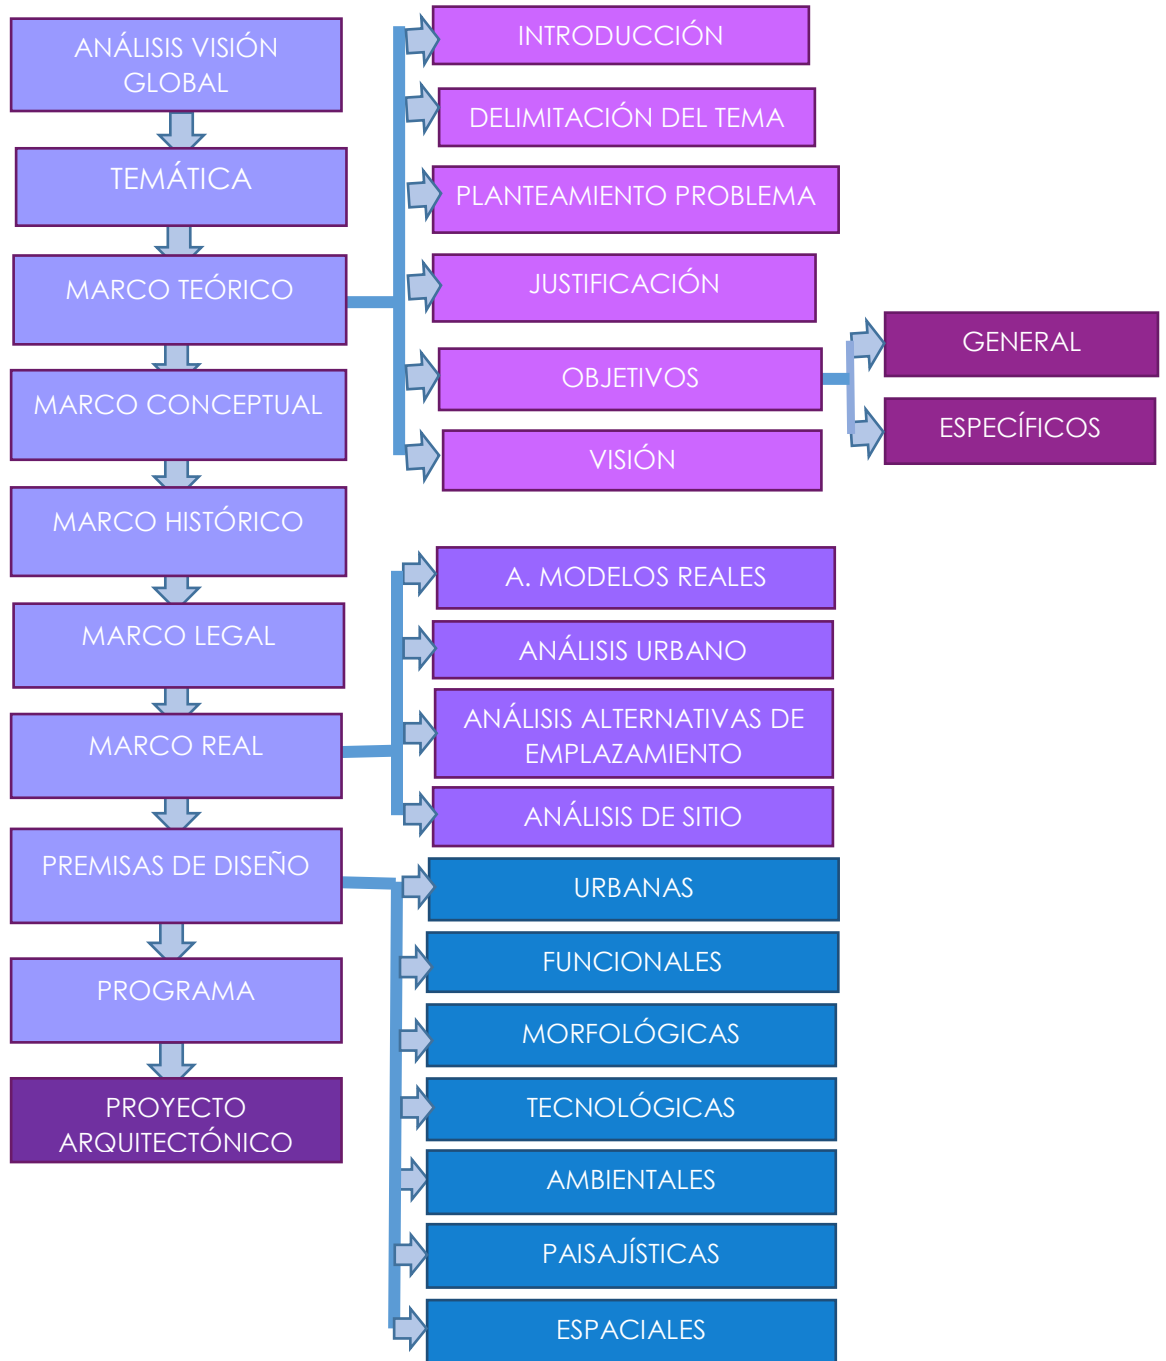 ANÁLISIS VISIÓN
GLOBAL
TEMÁTICA
MARCO TEÓRICO
MARCO CONCEPTUAL
MARCO HISTÓRICO
MARCO LEGAL
MARCO REAL
PREMISAS DE DISEÑO
PROGRAMA
PROYECTO
ARQUITECTÓNICO
INTRODUCCIÓN
DELIMITACIÓN DEL TEMA
PLANTEAMIENTO PROBLEMA
JUSTIFICACIÓN
OBJETIVOS
VISIÓN
GENERAL
ESPECÍFICOS
A. MODELOS REALES
ANÁLISIS URBANO
ANÁLISIS ALTERNATIVAS DE
EMPLAZAMIENTO
ANÁLISIS DE SITIO
URBANAS
FUNCIONALES
MORFOLÓGICAS
TECNOLÓGICAS
AMBIENTALES
PAISAJÍSTICAS
ESPACIALES